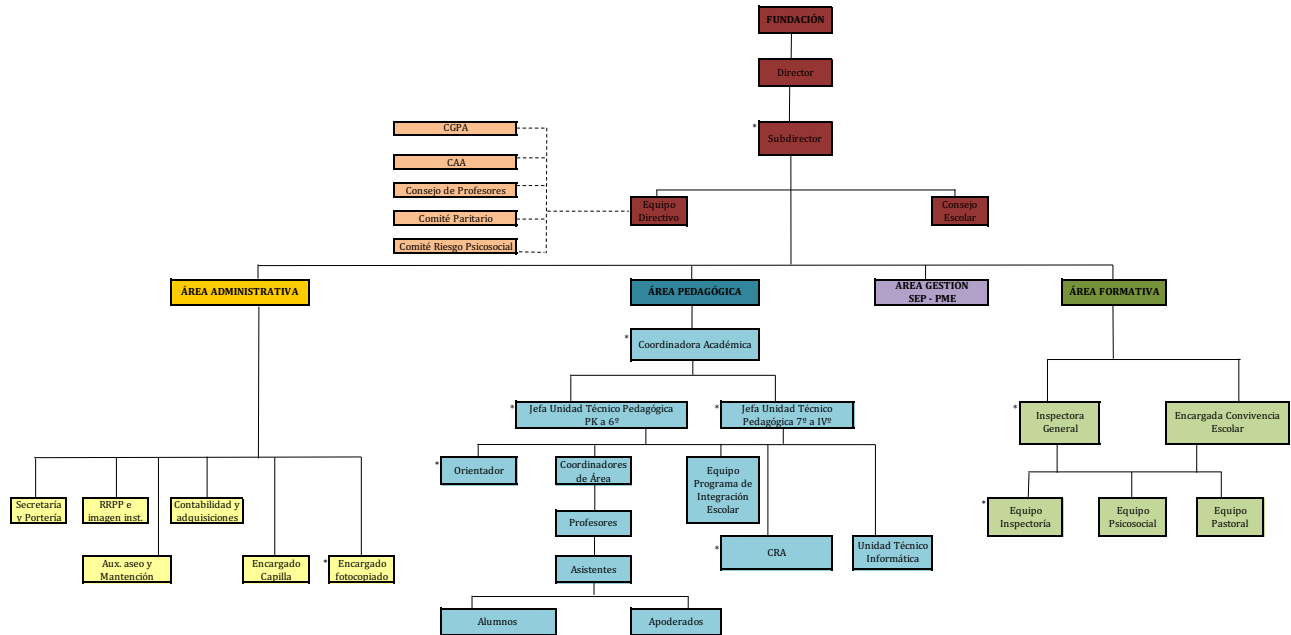 FUNDACIÓN
Director
*
Subdirector
CGPA
CAA
Consejo de Profesores
Comité Paritario
Comité Riesgo Psicosocial
Equipo
Directivo
Consejo
Escolar
ÁREA ADMINISTRATIVA
ÁREA PEDAGÓGICA
ÁREA GESTIÓN
SEP - PME
ÁREA FORMATIVA
*
Coordinadora Académica
*
Jefa Unidad Técnico Pedagógica
PK a 6º
*
Jefa Unidad Técnico
Pedagógica 7º a IVº
*
Inspectora
General
Encargada Convivencia
Escolar
*
Orientador
Coordinadores
de Área
Equipo
Programa de
Integración
Escolar
Secretaría
y Portería
RRPP e
imagen inst.
Contabilidad y
adquisiciones
*
Equipo
Inspectoría
Equipo
Psicosocial
Equipo
Pastoral
Profesores
*
CRA
Unidad Técnico
Informática
Aux. aseo y
Mantención
Encargado
Capilla
*
Encargado
fotocopiado
Asistentes
Alumnos
Apoderados